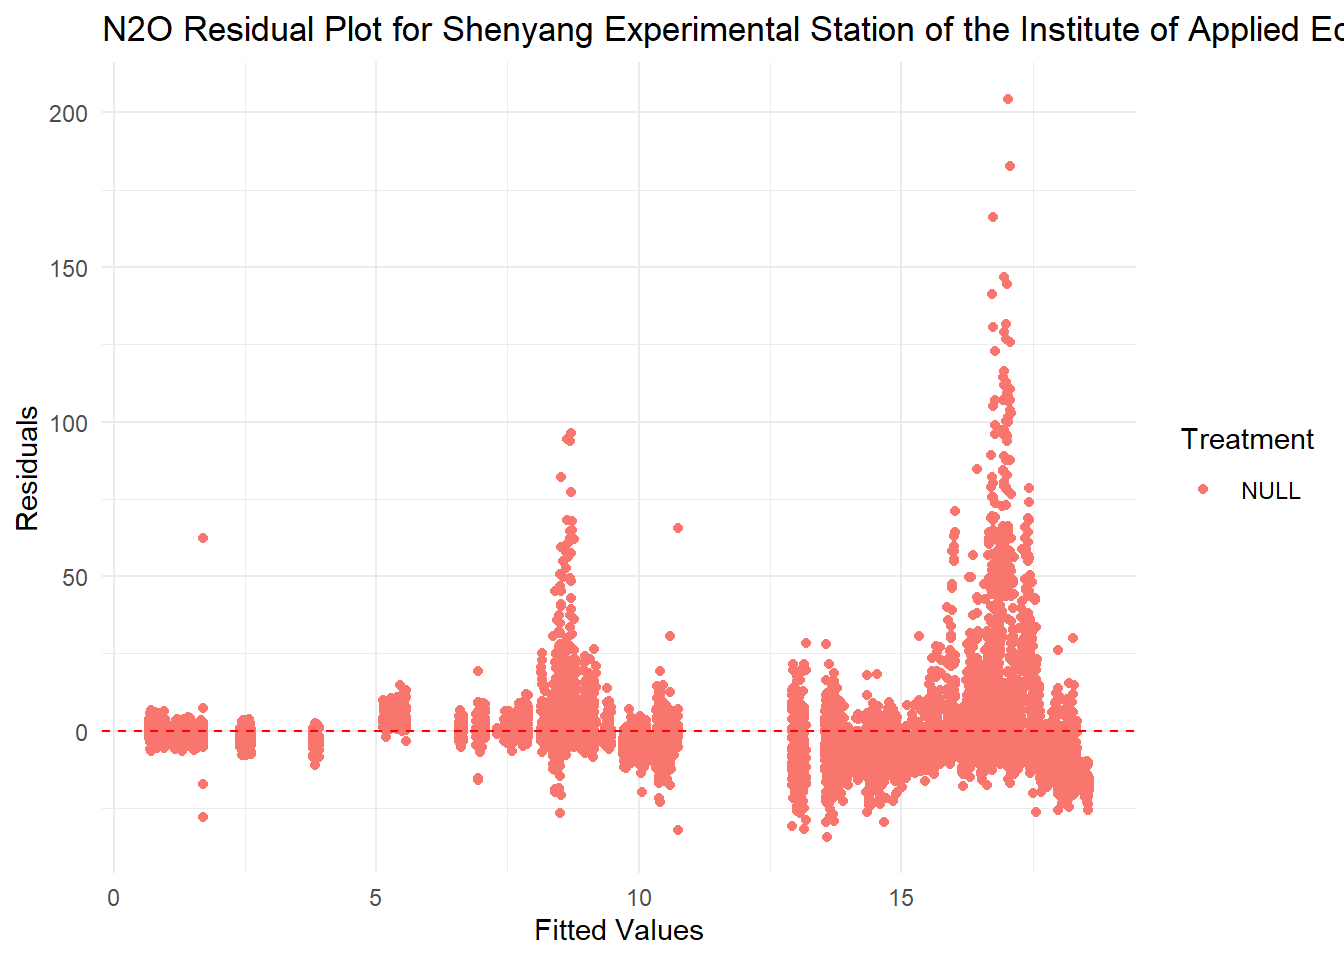 N2O Residual Plot for Shenyang Experimental Station of the Institute of Applied Ec
200
150
100
50
0
Residuals
0 5 10 15
Fitted Values
Treatment
NULL